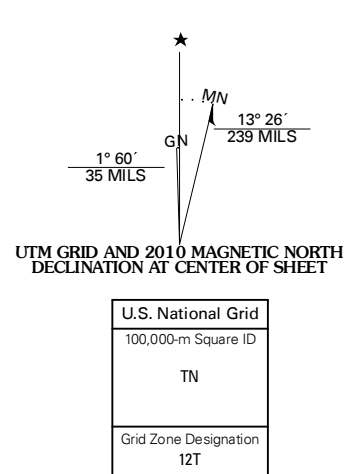 ★
MN
GN
13° 26´
239 MILS
1° 60´
35 MILS
UTM GRID AND 2010 MAGNETIC NORTH
DECLINATION AT CENTER OF SHEET
U.S. National Grid
100,000-m Square ID
TN
Grid Zone Designation
12T